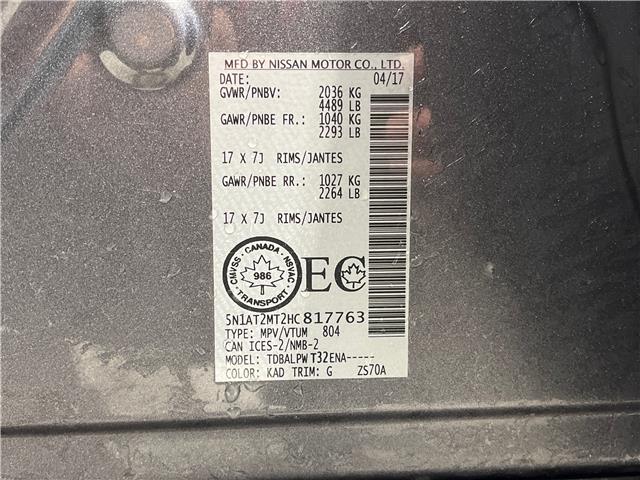 MFD BY NISSAN MOTOR CO., LTD.
DATE: 04/17
GVWR/PNBV: 2036 KG
4489 LB
GAWR/PNBE FR.: 1040 KG
2293 LB
17 X 7J RIMS/JANTES
GAWR/PNBE RR.: 1027 KG
2264 LB
17 X 7J RIMS/JANTES
CMVSS · CANADA · NSVAC
986
TRANSPORT
EC
5N1AT2MT2HC817763
TYPE: MPV/VTUM 804
CAN ICES-2/NMB-2
MODEL: TDBALPW T32ENA-----
COLOR: KAD TRIM: G ZS70A